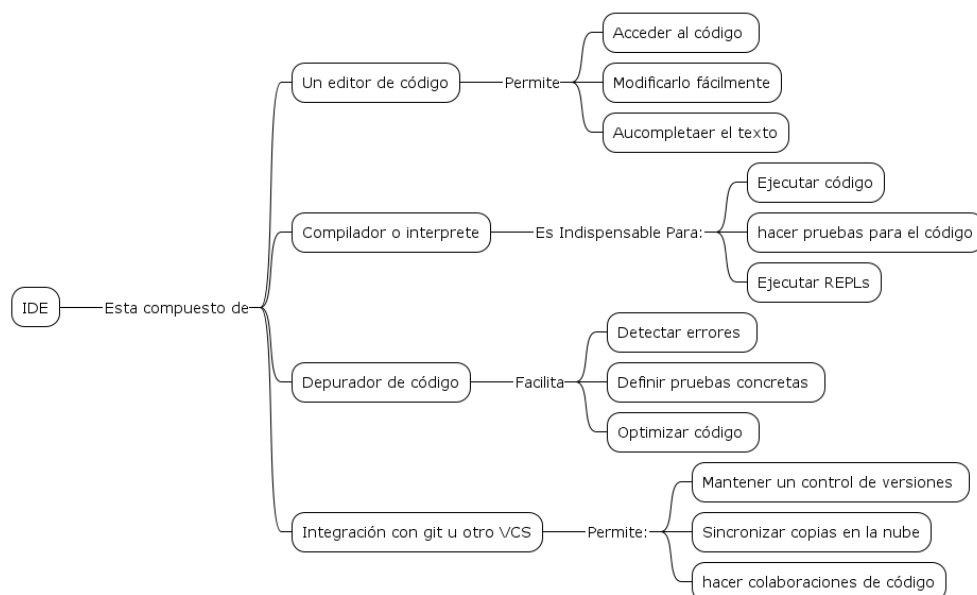 IDE
Esta compuesto de
Un editor de código
Permite
Acceder al código
Modificarlo fácilmente
Aucompletaer el texto
Compilador o interprete
Es Indispensable Para:
Ejecutar código
hacer pruebas para el código
Ejecutar REPLs
Depurador de código
Facilita
Detectar errores
Definir pruebas concretas
Optimizar código
Integración con git u otro VCS
Permite:
Mantener un control de versiones
Sincronizar copias en la nube
hacer colaboraciones de código